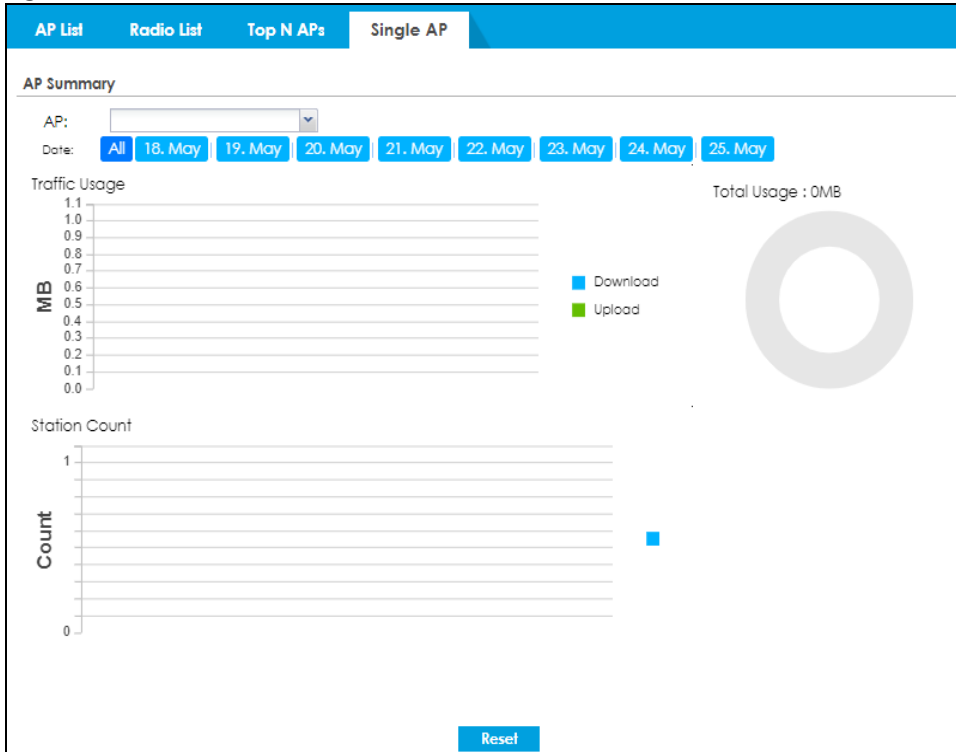 AP List Radio List Top N APs Single AP
AP Summary
AP:
Date: All 18. May 19. May 20. May 21. May 22. May 23. May 24. May 25. May
Traffic Usage
Total Usage : 0MB
1.1
1.0
0.9
0.8
0.7
0.6
0.5
0.4
0.3
0.2
0.1
0.0
MB
Download
Upload
Station Count
1
Count
0
Reset